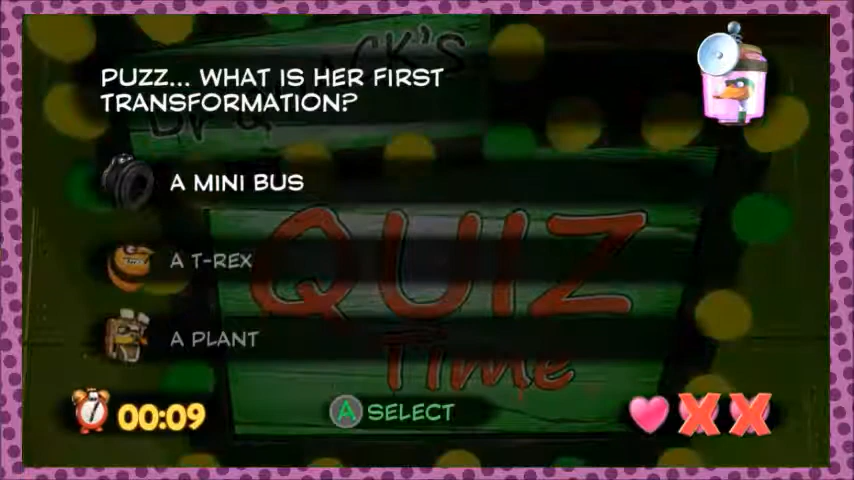 PUZZ... WHAT IS HER FIRST
TRANSFORMATION?
A MINI BUS
A T-REX
A PLANT
QUIZ
Time
00:09
A SELECT